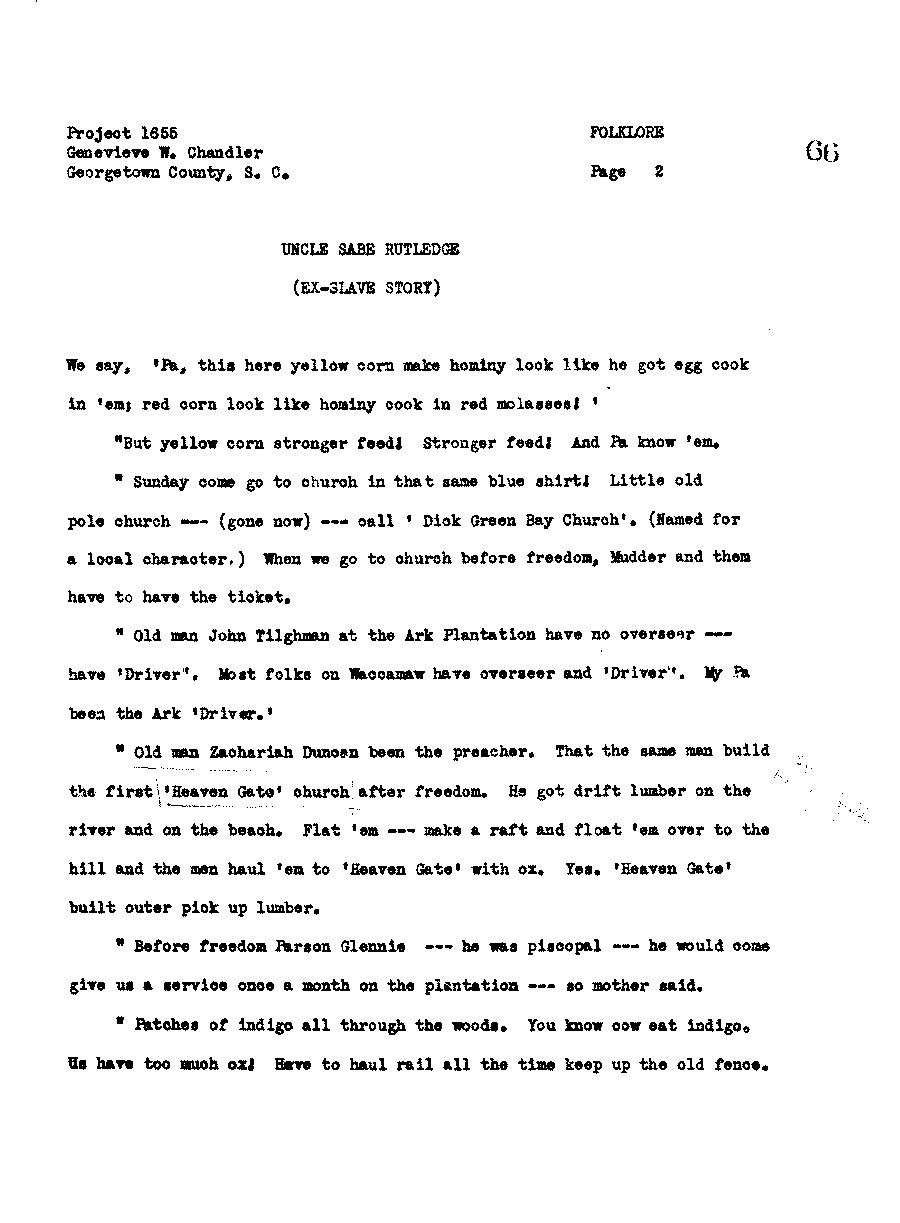 Project 1655
Genevieve W. Chandler
Georgetown County, S. C.
FOLKLORE
Page 2
66
UNCLE SABE RUTLEDGE
(EX-SLAVE STORY)
We say, 'Pa, this here yellow corn make hominy look like he got egg cook
in 'em; red corn look like hominy cook in red molasses! '
"But yellow corn stronger feed! Stronger feed! And Pa know 'em.
" Sunday come go to church in that same blue shirt! Little old
pole church --- (gone now) --- call ' Dick Green Bay Church'. (Named for
a local character.) When we go to church before freedom, Mudder and them
have to have the ticket.
" Old man John Tilghman at the Ark Plantation have no overseer ---
have 'Driver". Most folks on Waccamaw have overseer and 'Driver". My Pa
been the Ark 'Driver.'
" Old man Zachariah Duncan been the preacher. That the same man build
the first 'Heaven Gate' church after freedom. He got drift lumber on the
river and on the beach. Flat 'em --- make a raft and float 'em over to the
hill and the men haul 'em to 'Heaven Gate' with ox. Yes. 'Heaven Gate'
built outer pick up lumber.
" Before freedom Parson Glennie --- he was piscopal --- he would come
give us a service once a month on the plantation --- so mother said.
" Patches of indigo all through the woods. You know cow eat indigo.
Us have too much ox! Have to haul rail all the time keep up the old fence.